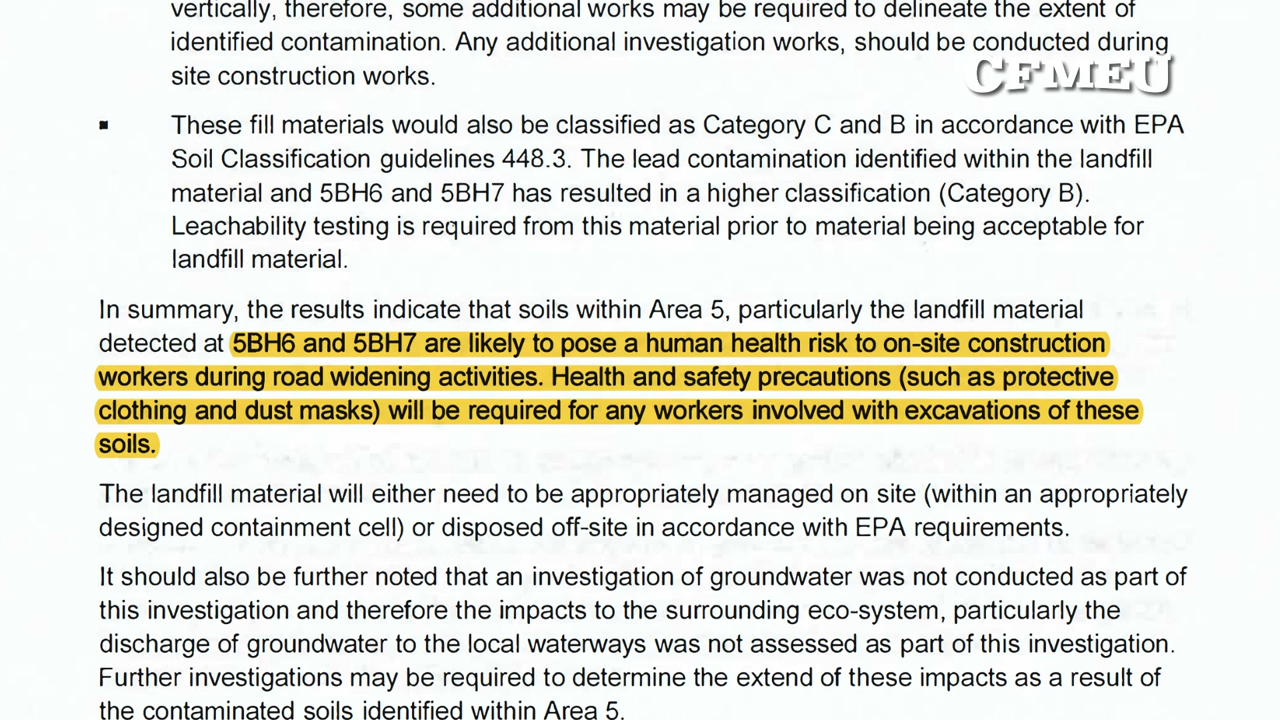 vertically, therefore, some additional works may be required to delineate the extent of
identified contamination. Any additional investigation works, should be conducted during
site construction works.
CFMEU
▪ These fill materials would also be classified as Category C and B in accordance with EPA
Soil Classification guidelines 448.3. The lead contamination identified within the landfill
material and 5BH6 and 5BH7 has resulted in a higher classification (Category B).
Leachability testing is required from this material prior to material being acceptable for
landfill material.
In summary, the results indicate that soils within Area 5, particularly the landfill material
detected at 5BH6 and 5BH7 are likely to pose a human health risk to on-site construction
workers during road widening activities. Health and safety precautions (such as protective
clothing and dust masks) will be required for any workers involved with excavations of these
soils.
The landfill material will either need to be appropriately managed on site (within an appropriately
designed containment cell) or disposed off-site in accordance with EPA requirements.
It should also be further noted that an investigation of groundwater was not conducted as part of
this investigation and therefore the impacts to the surrounding eco-system, particularly the
discharge of groundwater to the local waterways was not assessed as part of this investigation.
Further investigations may be required to determine the extend of these impacts as a result of
the contaminated soils identified within Area 5.